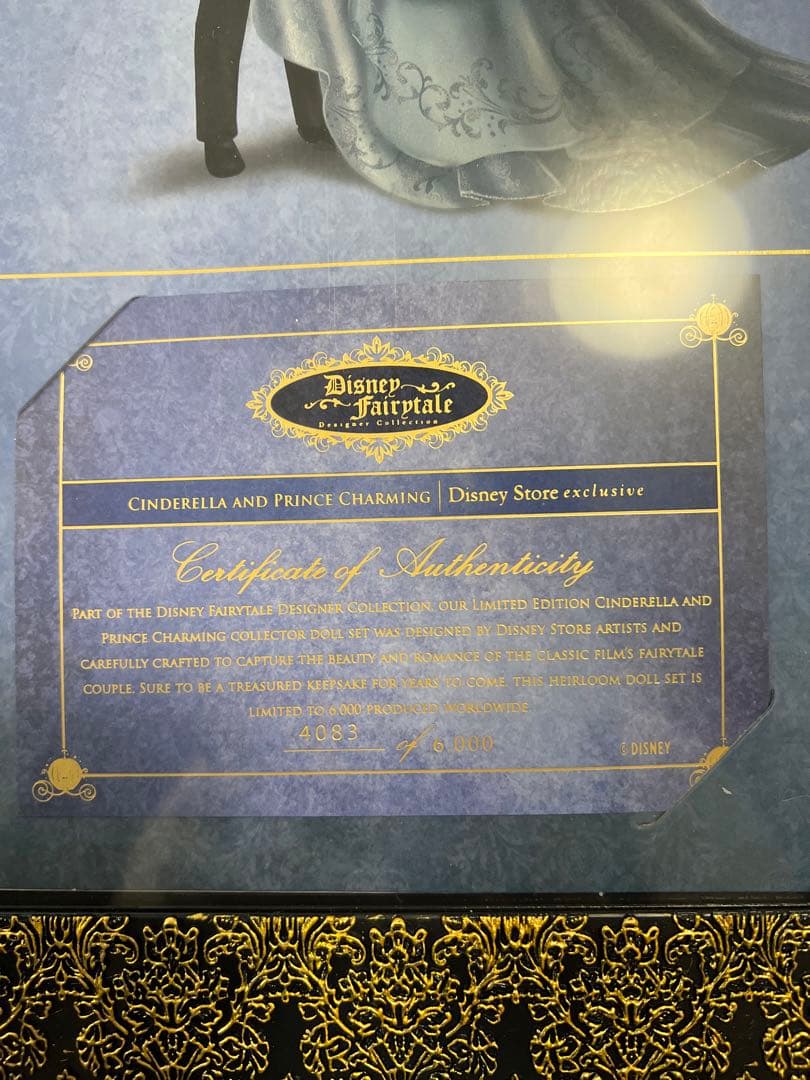 Disney
Fairytale
Designer Collection
CINDERELLA AND PRINCE CHARMING | Disney Store exclusive
Certificate of Authenticity
PART OF THE DISNEY FAIRYTALE DESIGNER COLLECTION, OUR LIMITED EDITION CINDERELLA AND
PRINCE CHARMING COLLECTOR DOLL SET WAS DESIGNED BY DISNEY STORE ARTISTS AND
CAREFULLY CRAFTED TO CAPTURE THE BEAUTY AND ROMANCE OF THE CLASSIC FILM'S FAIRYTALE
COUPLE. SURE TO BE A TREASURED KEEPSAKE FOR YEARS TO COME, THIS HEIRLOOM DOLL SET IS
LIMITED TO 6,000 PRODUCED WORLDWIDE.
4083 of 6,000
© DISNEY